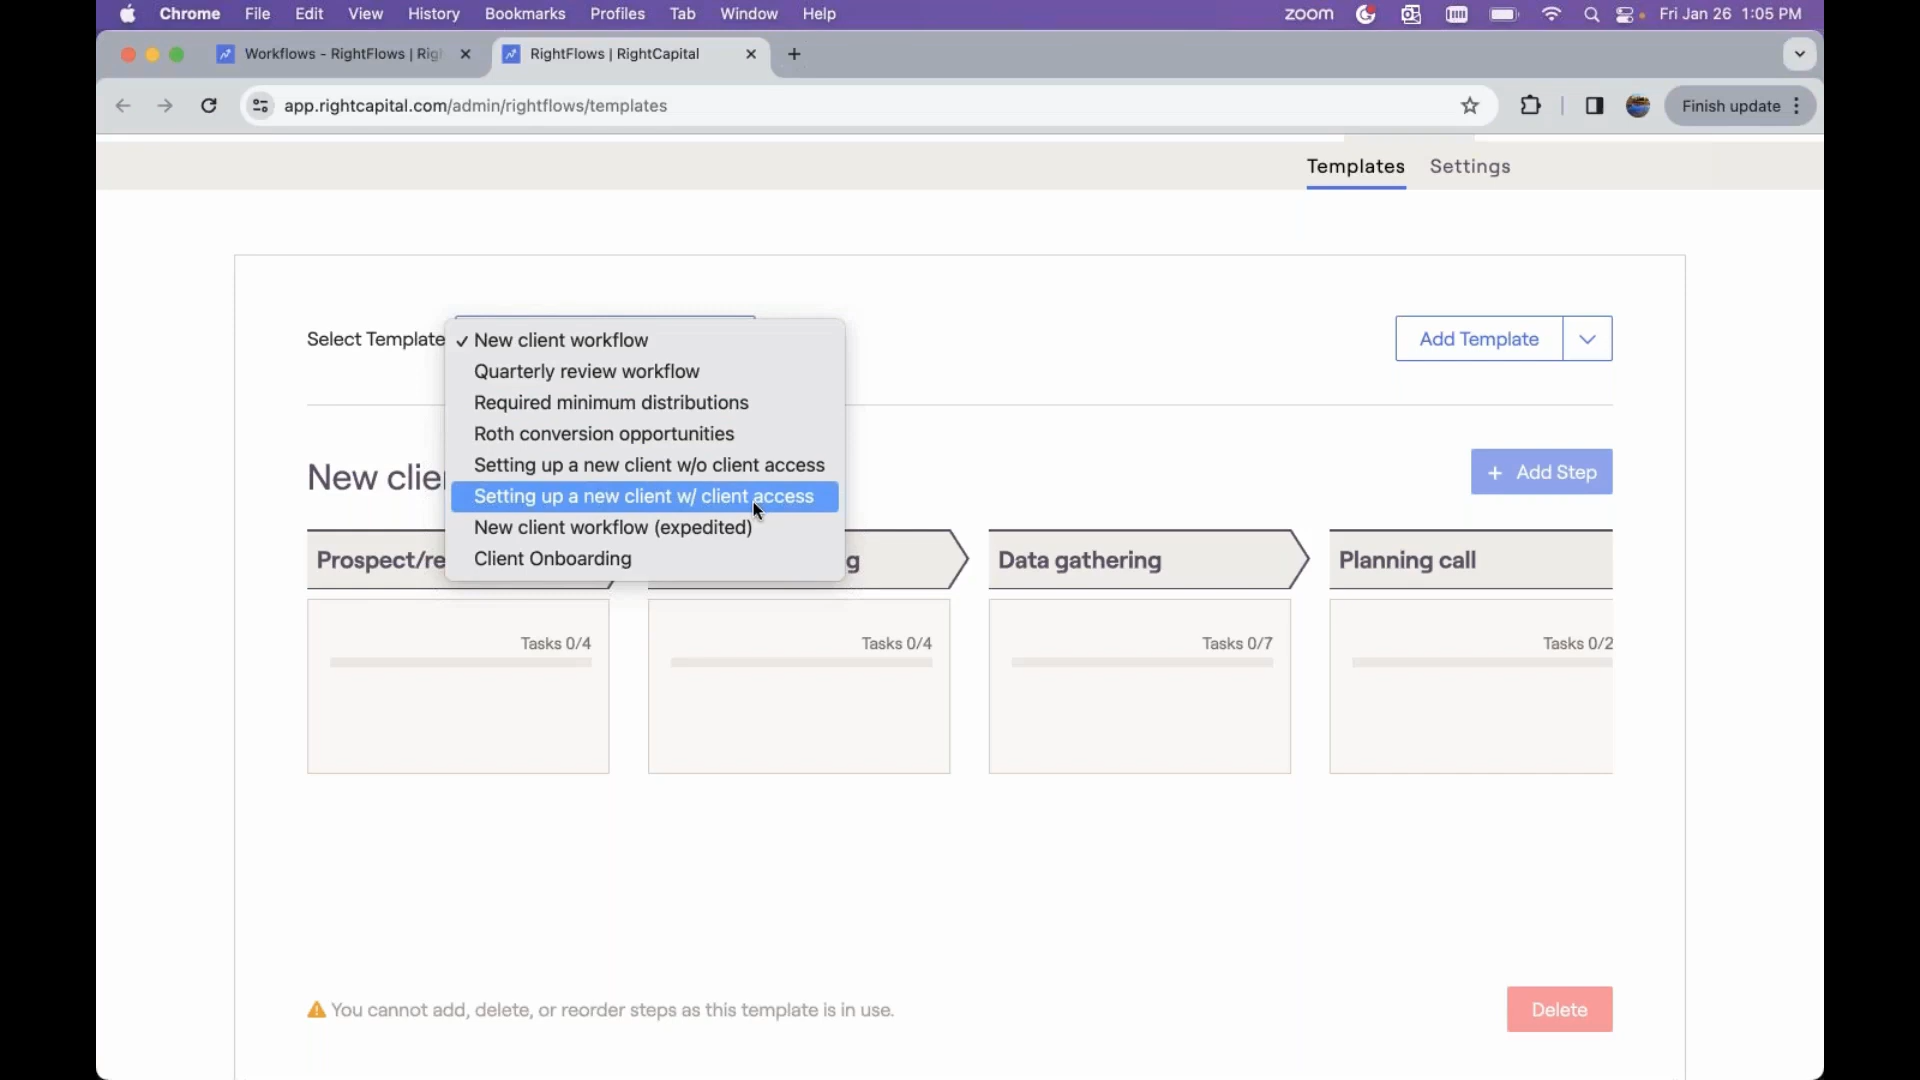 Chrome File Edit View History Bookmarks Profiles Tab Window Help zoom Fri Jan 26 1:05 PM
Workflows - RightFlows | Righ
RightFlows | RightCapital
app.rightcapital.com/admin/rightflows/templates
Finish update
Templates Settings
Select Template
Add Template
✓ New client workflow
Quarterly review workflow
Required minimum distributions
Roth conversion opportunities
Setting up a new client w/o client access
Setting up a new client w/ client access
New client workflow (expedited)
Client Onboarding
New clie
+ Add Step
Prospect/re
g
Data gathering
Planning call
Tasks 0/4
Tasks 0/4
Tasks 0/7
Tasks 0/2
You cannot add, delete, or reorder steps as this template is in use.
Delete